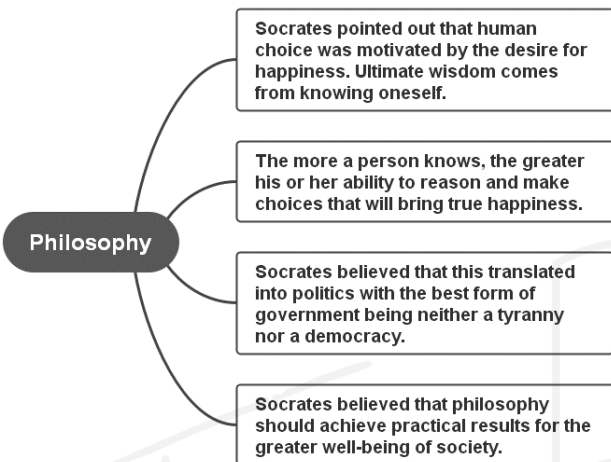 Socrates pointed out that human
choice was motivated by the desire for
happiness. Ultimate wisdom comes
from knowing oneself.
The more a person knows, the greater
his or her ability to reason and make
choices that will bring true happiness.
Philosophy
Socrates believed that this translated
into politics with the best form of
government being neither a tyranny
nor a democracy.
Socrates believed that philosophy
should achieve practical results for the
greater well-being of society.